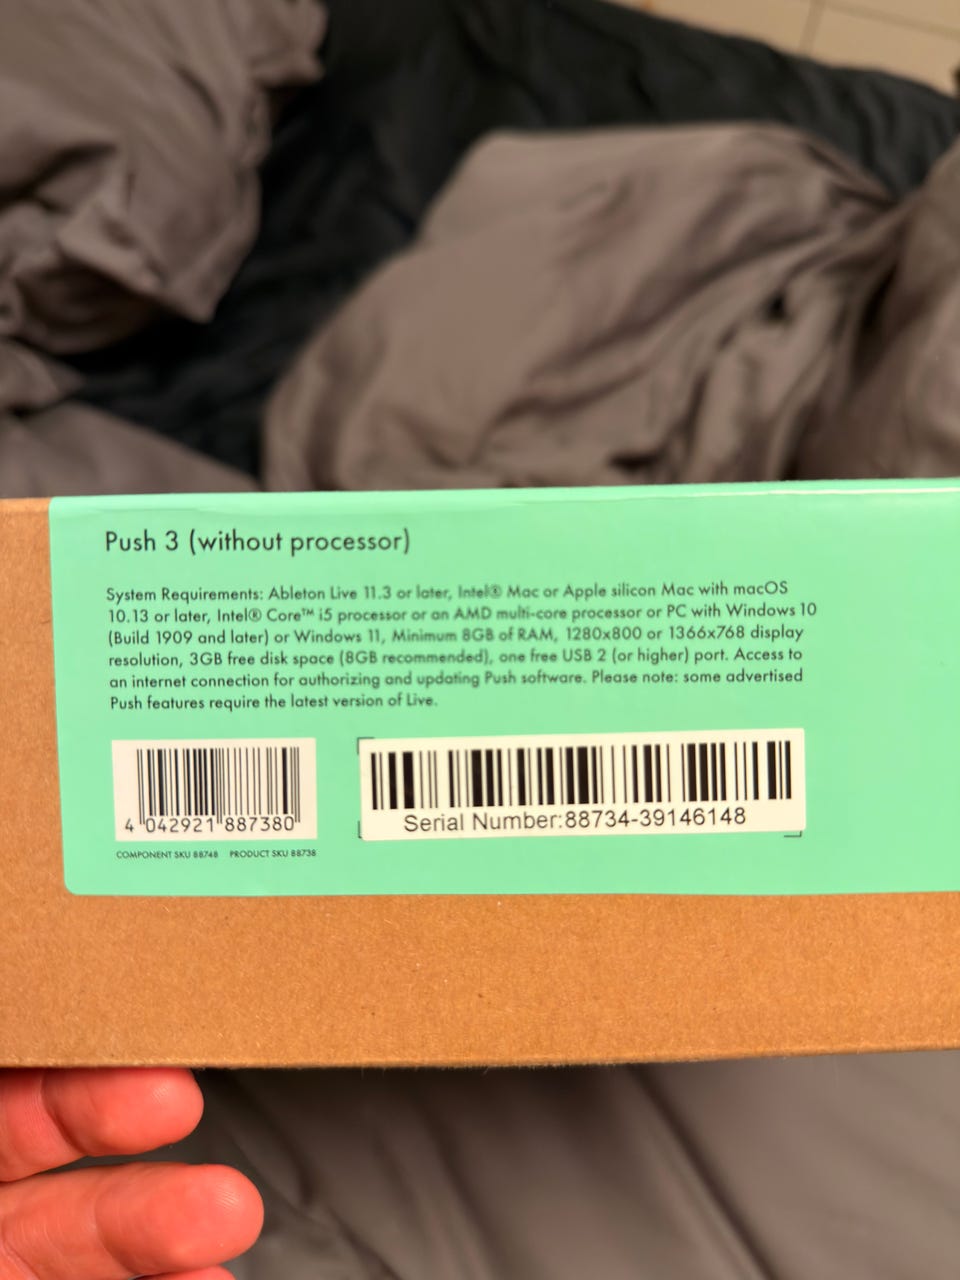 Push 3 (without processor)
System Requirements: Ableton Live 11.3 or later, Intel® Mac or Apple silicon Mac with macOS
10.13 or later, Intel® Core™ i5 processor or an AMD multi-core processor or PC with Windows 10
(Build 1909 and later) or Windows 11, Minimum 8GB of RAM, 1280x800 or 1366x768 display
resolution, 3GB free disk space (8GB recommended), one free USB 2 (or higher) port. Access to
an internet connection for authorizing and updating Push software. Please note: some advertised
Push features require the latest version of Live.
4 042921 887380
Serial Number:88734-39146148
COMPONENT SKU 88748 PRODUCT SKU 88738